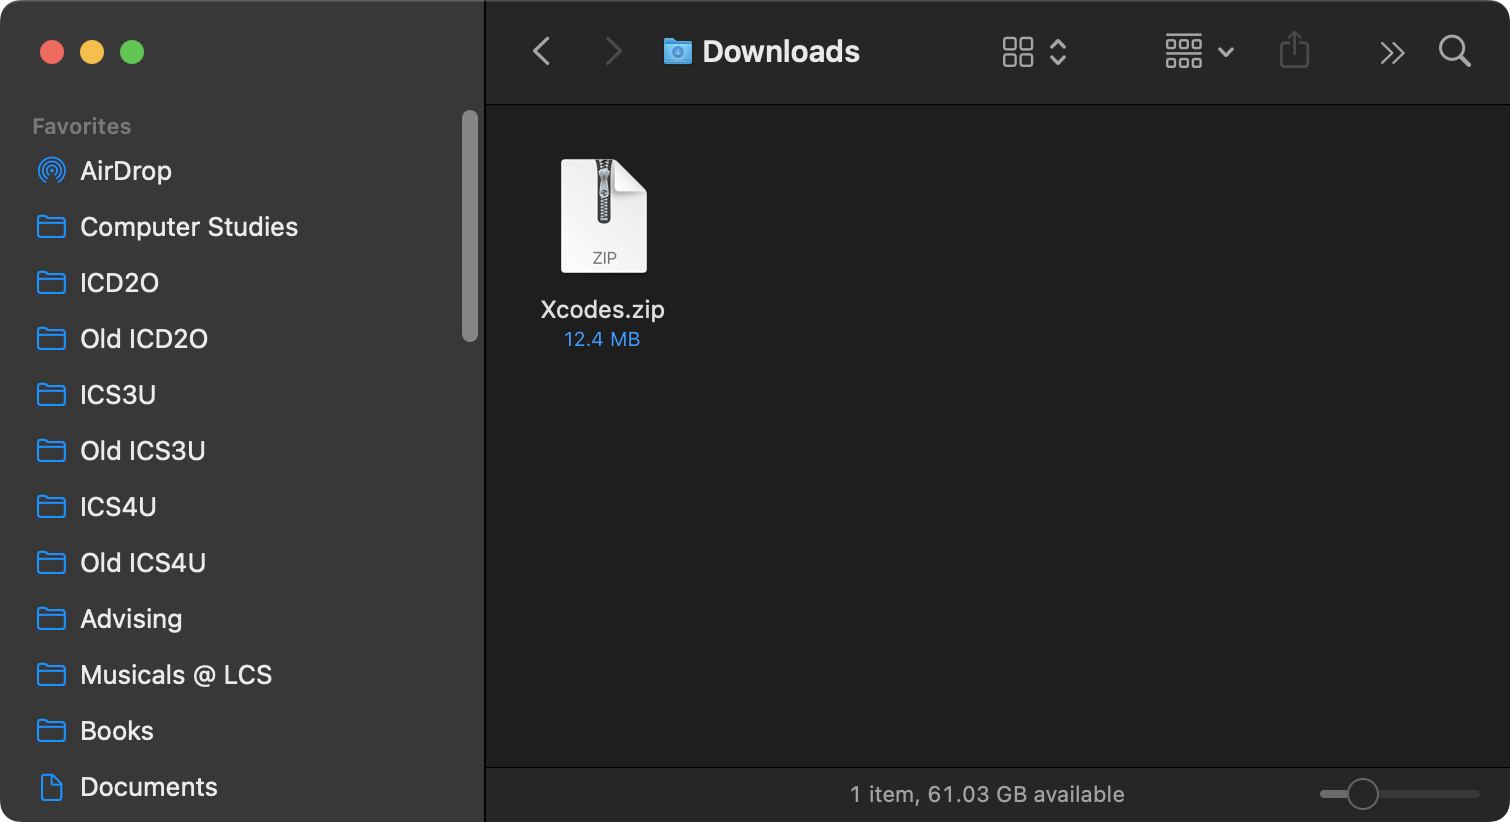 Downloads
Favorites
AirDrop
Computer Studies
ICD2O
Old ICD2O
ICS3U
Old ICS3U
ICS4U
Old ICS4U
Advising
Musicals @ LCS
Books
Documents
ZIP
Xcodes.zip
12.4 MB
1 item, 61.03 GB available